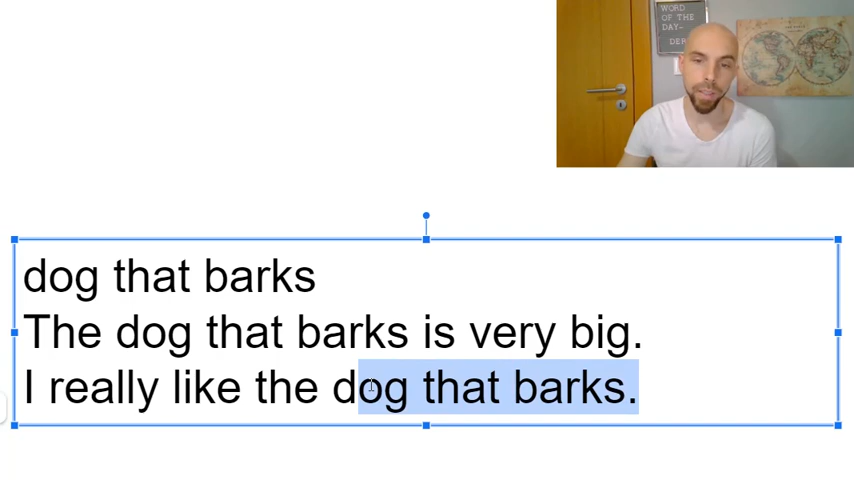 WORD
OF THE
DAY-
dog that barks
The dog that barks is very big.
I really like the dog that barks.